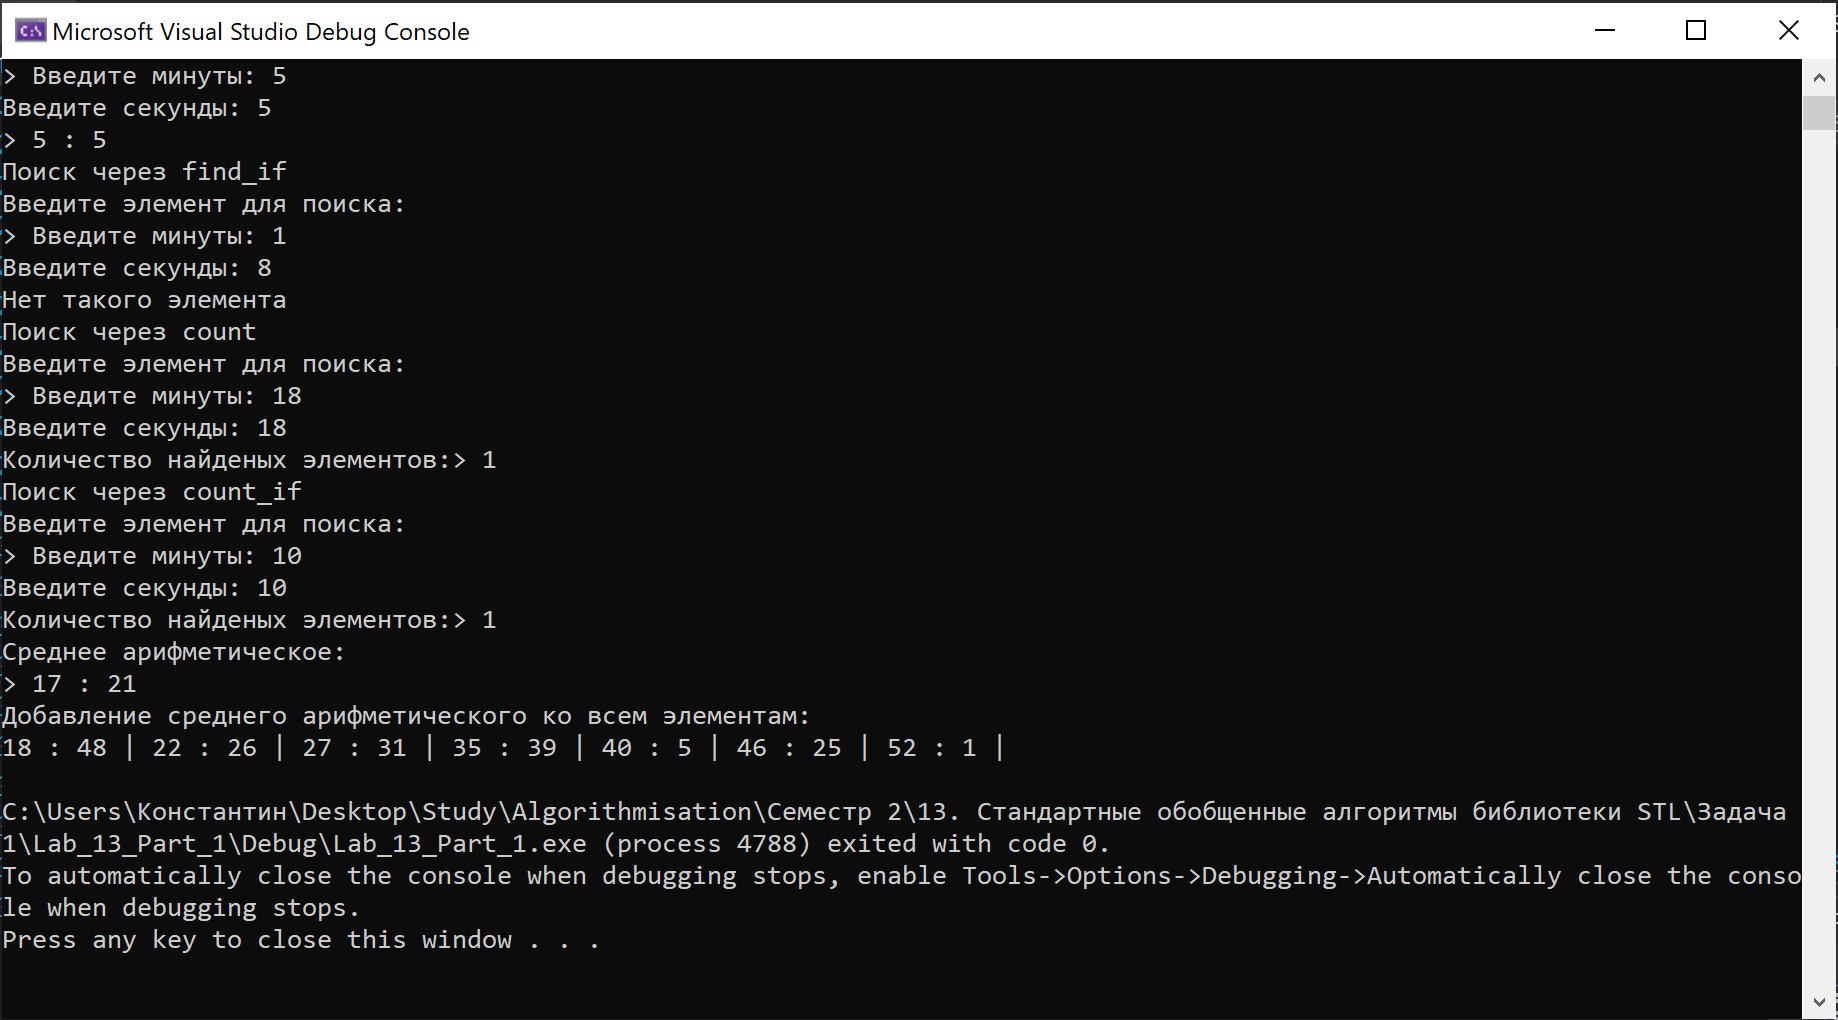 Microsoft Visual Studio Debug Console
> Введите минуты: 5
Введите секунды: 5
> 5 : 5
Поиск через find_if
Введите элемент для поиска:
> Введите минуты: 1
Введите секунды: 8
Нет такого элемента
Поиск через count
Введите элемент для поиска:
> Введите минуты: 18
Введите секунды: 18
Количество найденых элементов:> 1
Поиск через count_if
Введите элемент для поиска:
> Введите минуты: 10
Введите секунды: 10
Количество найденых элементов:> 1
Среднее арифметическое:
> 17 : 21
Добавление среднего арифметического ко всем элементам:
18 : 48 | 22 : 26 | 27 : 31 | 35 : 39 | 40 : 5 | 46 : 25 | 52 : 1 |
C:\Users\Константин\Desktop\Study\Algorithmisation\Семестр 2\13. Стандартные обобщенные алгоритмы библиотеки STL\Задача
1\Lab_13_Part_1\Debug\Lab_13_Part_1.exe (process 4788) exited with code 0.
To automatically close the console when debugging stops, enable Tools->Options->Debugging->Automatically close the conso
le when debugging stops.
Press any key to close this window . . .